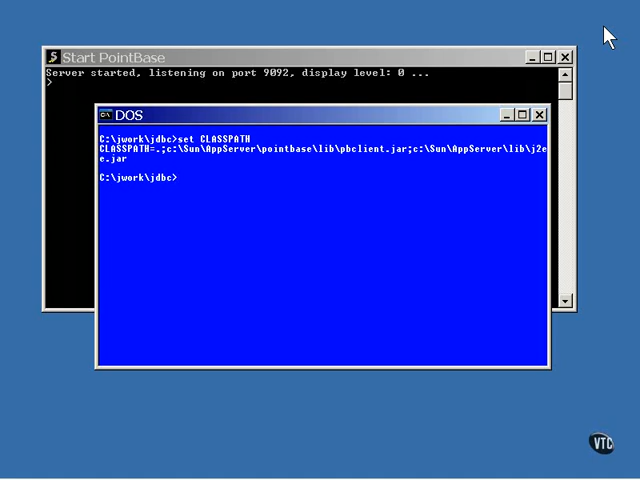 Start PointBase
Server started, listening on port 9092, display level: 0 ...
>
DOS
C:\jwork\jdbc>set CLASSPATH
CLASSPATH=.;c:\Sun\AppServer\pointbase\lib\pbclient.jar;c:\Sun\AppServer\lib\j2e
e.jar
C:\jwork\jdbc>
VTC